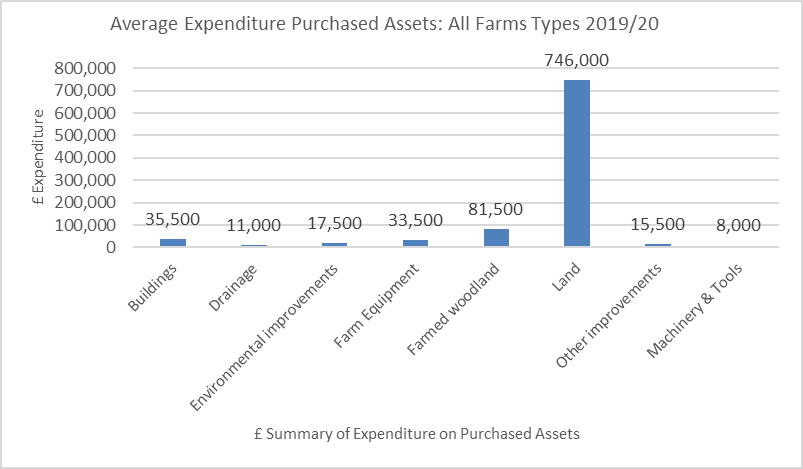 Average Expenditure Purchased Assets: All Farms Types 2019/20
£ Expenditure
800,000
700,000
600,000
500,000
400,000
300,000
200,000
100,000
0
35,500
11,000
17,500
33,500
81,500
746,000
15,500
8,000
Buildings
Drainage
Environmental improvements
Farm Equipment
Farmed woodland
Land
Other improvements
Machinery & Tools
£ Summary of Expenditure on Purchased Assets